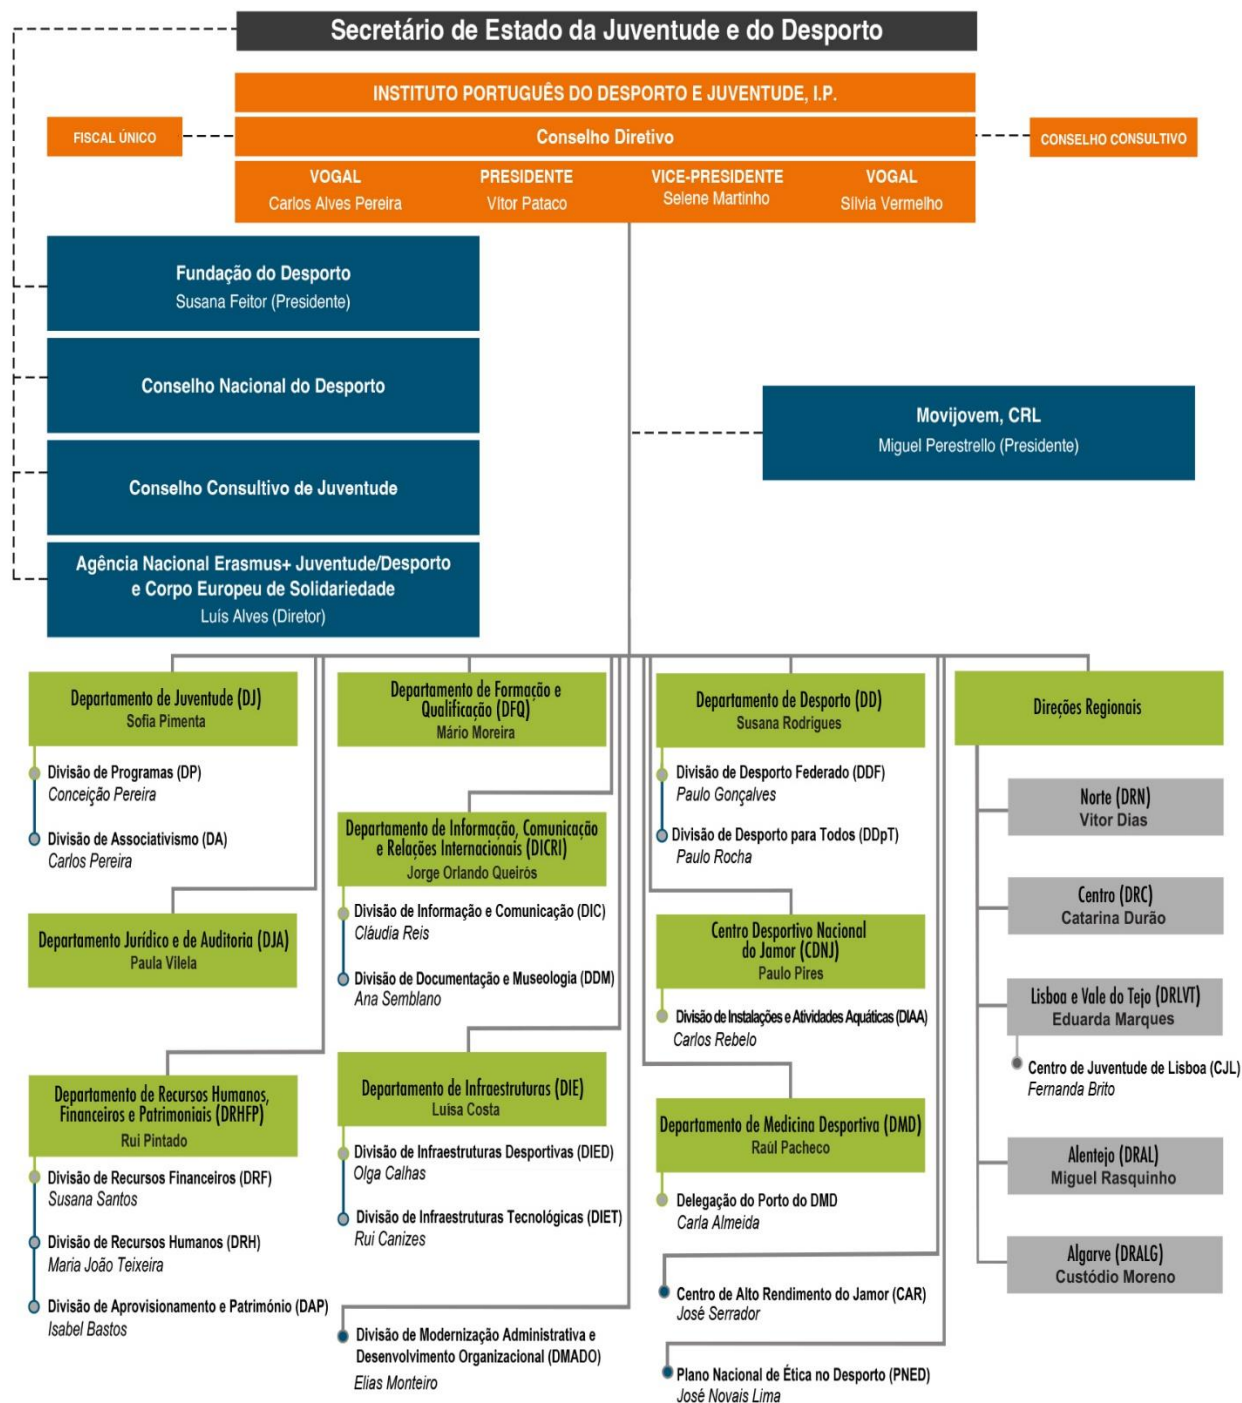 Secretário de Estado da Juventude e do Desporto
INSTITUTO PORTUGUÊS DO DESPORTO E JUVENTUDE, I.P.
FISCAL ÚNICO
Conselho Diretivo
CONSELHO CONSULTIVO
VOGAL
Carlos Alves Pereira
PRESIDENTE
Vítor Pataco
VICE-PRESIDENTE
Selene Martinho
VOGAL
Sílvia Vermelho
Fundação do Desporto
Susana Feitor (Presidente)
Conselho Nacional do Desporto
Movijovem, CRL
Miguel Perestrello (Presidente)
Conselho Consultivo de Juventude
Agência Nacional Erasmus+ Juventude/Desporto
e Corpo Europeu de Solidariedade
Luís Alves (Diretor)
Departamento de Juventude (DJ)
Sofia Pimenta
Divisão de Programas (DP)
Conceição Pereira
Divisão de Associativismo (DA)
Carlos Pereira
Departamento Jurídico e de Auditoria (DJA)
Paula Vilela
Departamento de Recursos Humanos,
Financeiros e Patrimoniais (DRHFP)
Rui Pintado
Divisão de Recursos Financeiros (DRF)
Susana Santos
Divisão de Recursos Humanos (DRH)
Maria João Teixeira
Divisão de Aprovisionamento e Património (DAP)
Isabel Bastos
Departamento de Formação e
Qualificação (DFQ)
Mário Moreira
Departamento de Informação, Comunicação
e Relações Internacionais (DICRI)
Jorge Orlando Queirós
Divisão de Informação e Comunicação (DIC)
Cláudia Reis
Divisão de Documentação e Museologia (DDM)
Ana Semblano
Departamento de Infraestruturas (DIE)
Luísa Costa
Divisão de Infraestruturas Desportivas (DIED)
Olga Calhas
Divisão de Infraestruturas Tecnológicas (DIET)
Rui Canizes
Divisão de Modernização Administrativa e
Desenvolvimento Organizacional (DMADO)
Elias Monteiro
Departamento de Desporto (DD)
Susana Rodrigues
Divisão de Desporto Federado (DDF)
Paulo Gonçalves
Divisão de Desporto para Todos (DDpT)
Paulo Rocha
Centro Desportivo Nacional
do Jamor (CDNJ)
Paulo Pires
Divisão de Instalações e Atividades Aquáticas (DIAA)
Carlos Rebelo
Departamento de Medicina Desportiva (DMD)
Raúl Pacheco
Delegação do Porto do DMD
Carla Almeida
Centro de Alto Rendimento do Jamor (CAR)
José Serrador
Plano Nacional de Ética no Desporto (PNED)
José Novais Lima
Direções Regionais
Norte (DRN)
Vitor Dias
Centro (DRC)
Catarina Durão
Lisboa e Vale do Tejo (DRLVT)
Eduarda Marques
Centro de Juventude de Lisboa (CJL)
Fernanda Brito
Alentejo (DRAL)
Miguel Rasquinho
Algarve (DRALG)
Custódio Moreno